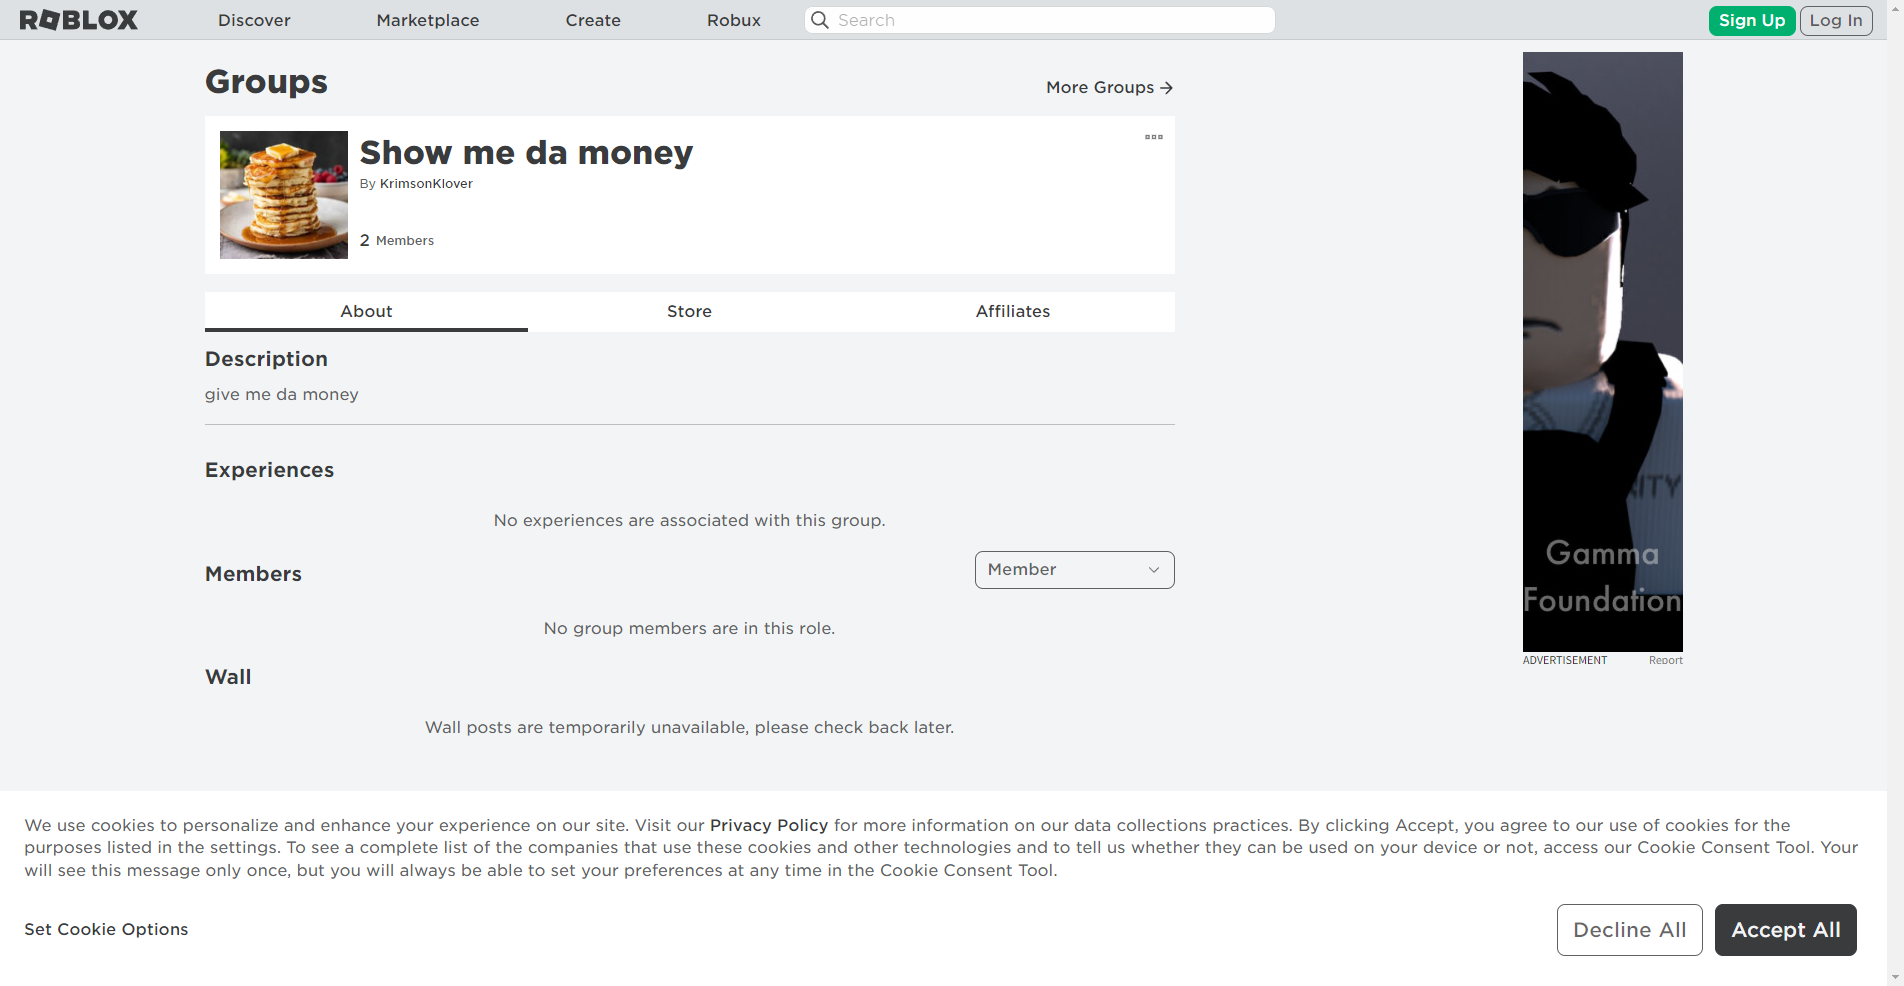 ROBLOX
Discover
Marketplace
Create
Robux
Search
Sign Up
Log In
Groups
More Groups
Show me da money
By KrimsonKlover
2 Members
About
Store
Affiliates
Description
give me da money
Experiences
No experiences are associated with this group.
Members
Member
No group members are in this role.
Wall
Wall posts are temporarily unavailable, please check back later.
Gamma
Foundation
ADVERTISEMENT
Report
We use cookies to personalize and enhance your experience on our site. Visit our Privacy Policy for more information on our data collections practices. By clicking Accept, you agree to our use of cookies for the
purposes listed in the settings. To see a complete list of the companies that use these cookies and other technologies and to tell us whether they can be used on your device or not, access our Cookie Consent Tool. Your
will see this message only once, but you will always be able to set your preferences at any time in the Cookie Consent Tool.
Set Cookie Options
Decline All
Accept All